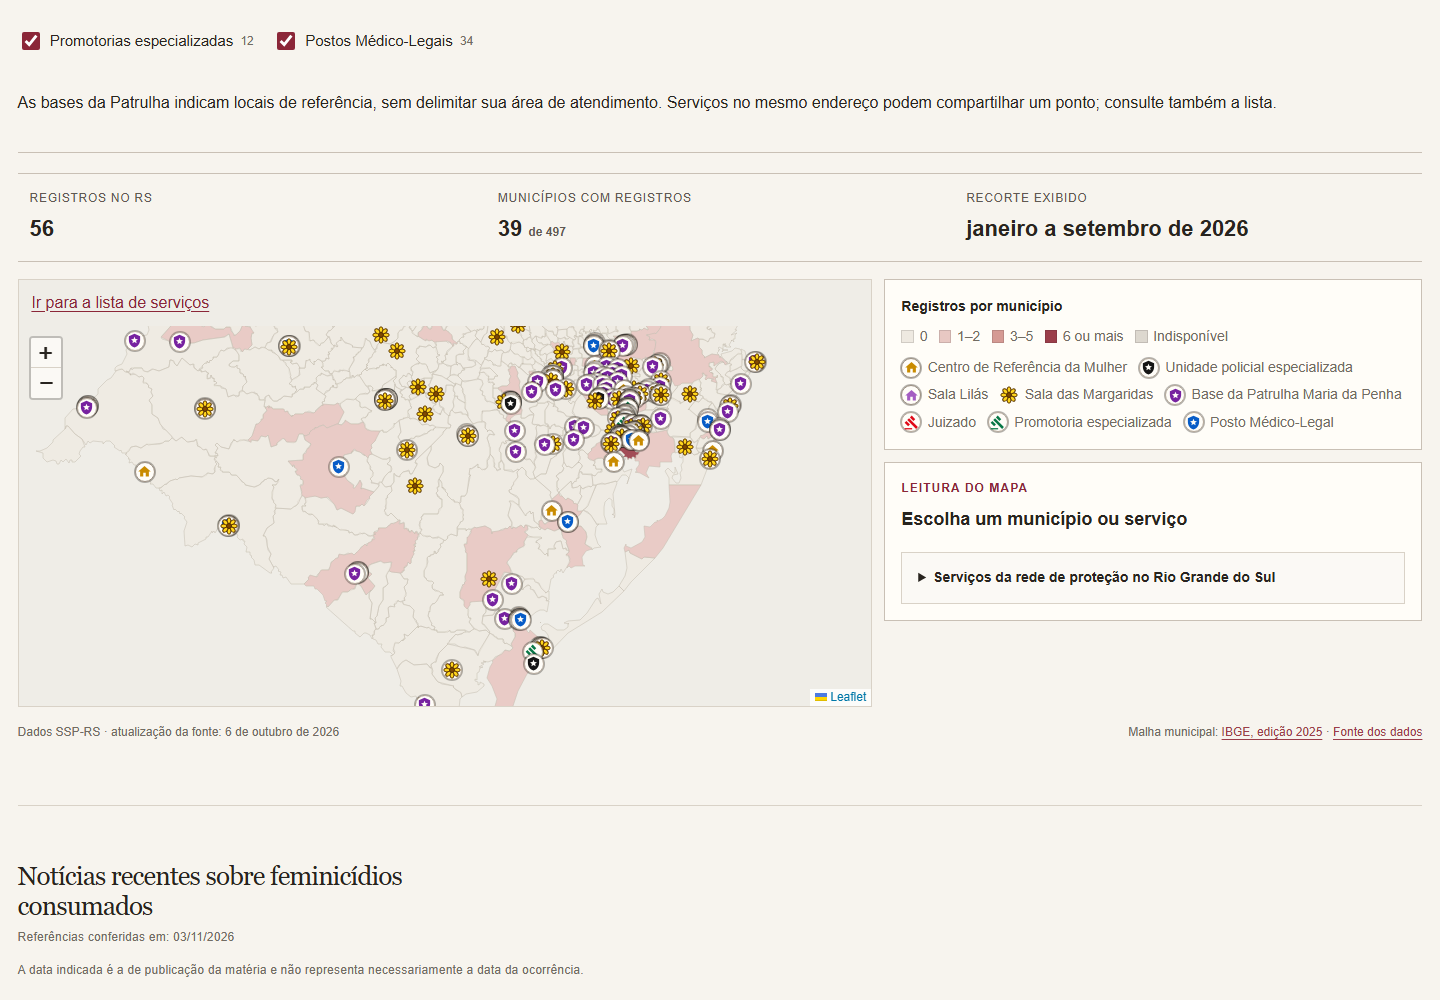 Promotorias especializadas 12 Postos Médico-Legais 34
As bases da Patrulha indicam locais de referência, sem delimitar sua área de atendimento. Serviços no mesmo endereço podem compartilhar um ponto; consulte também a lista.
REGISTROS NO RS
56
MUNICÍPIOS COM REGISTROS
39 de 497
RECORTE EXIBIDO
janeiro a setembro de 2026
Ir para a lista de serviços
+
−
Leaflet
Registros por município
0 1–2 3–5 6 ou mais Indisponível
Centro de Referência da Mulher Unidade policial especializada
Sala Lilás Sala das Margaridas Base da Patrulha Maria da Penha
Juizado Promotoria especializada Posto Médico-Legal
LEITURA DO MAPA
Escolha um município ou serviço
Serviços da rede de proteção no Rio Grande do Sul
Dados SSP-RS · atualização da fonte: 6 de outubro de 2026
Malha municipal: IBGE, edição 2025 · Fonte dos dados
Notícias recentes sobre feminicídios
consumados
Referências conferidas em: 03/11/2026
A data indicada é a de publicação da matéria e não representa necessariamente a data da ocorrência.